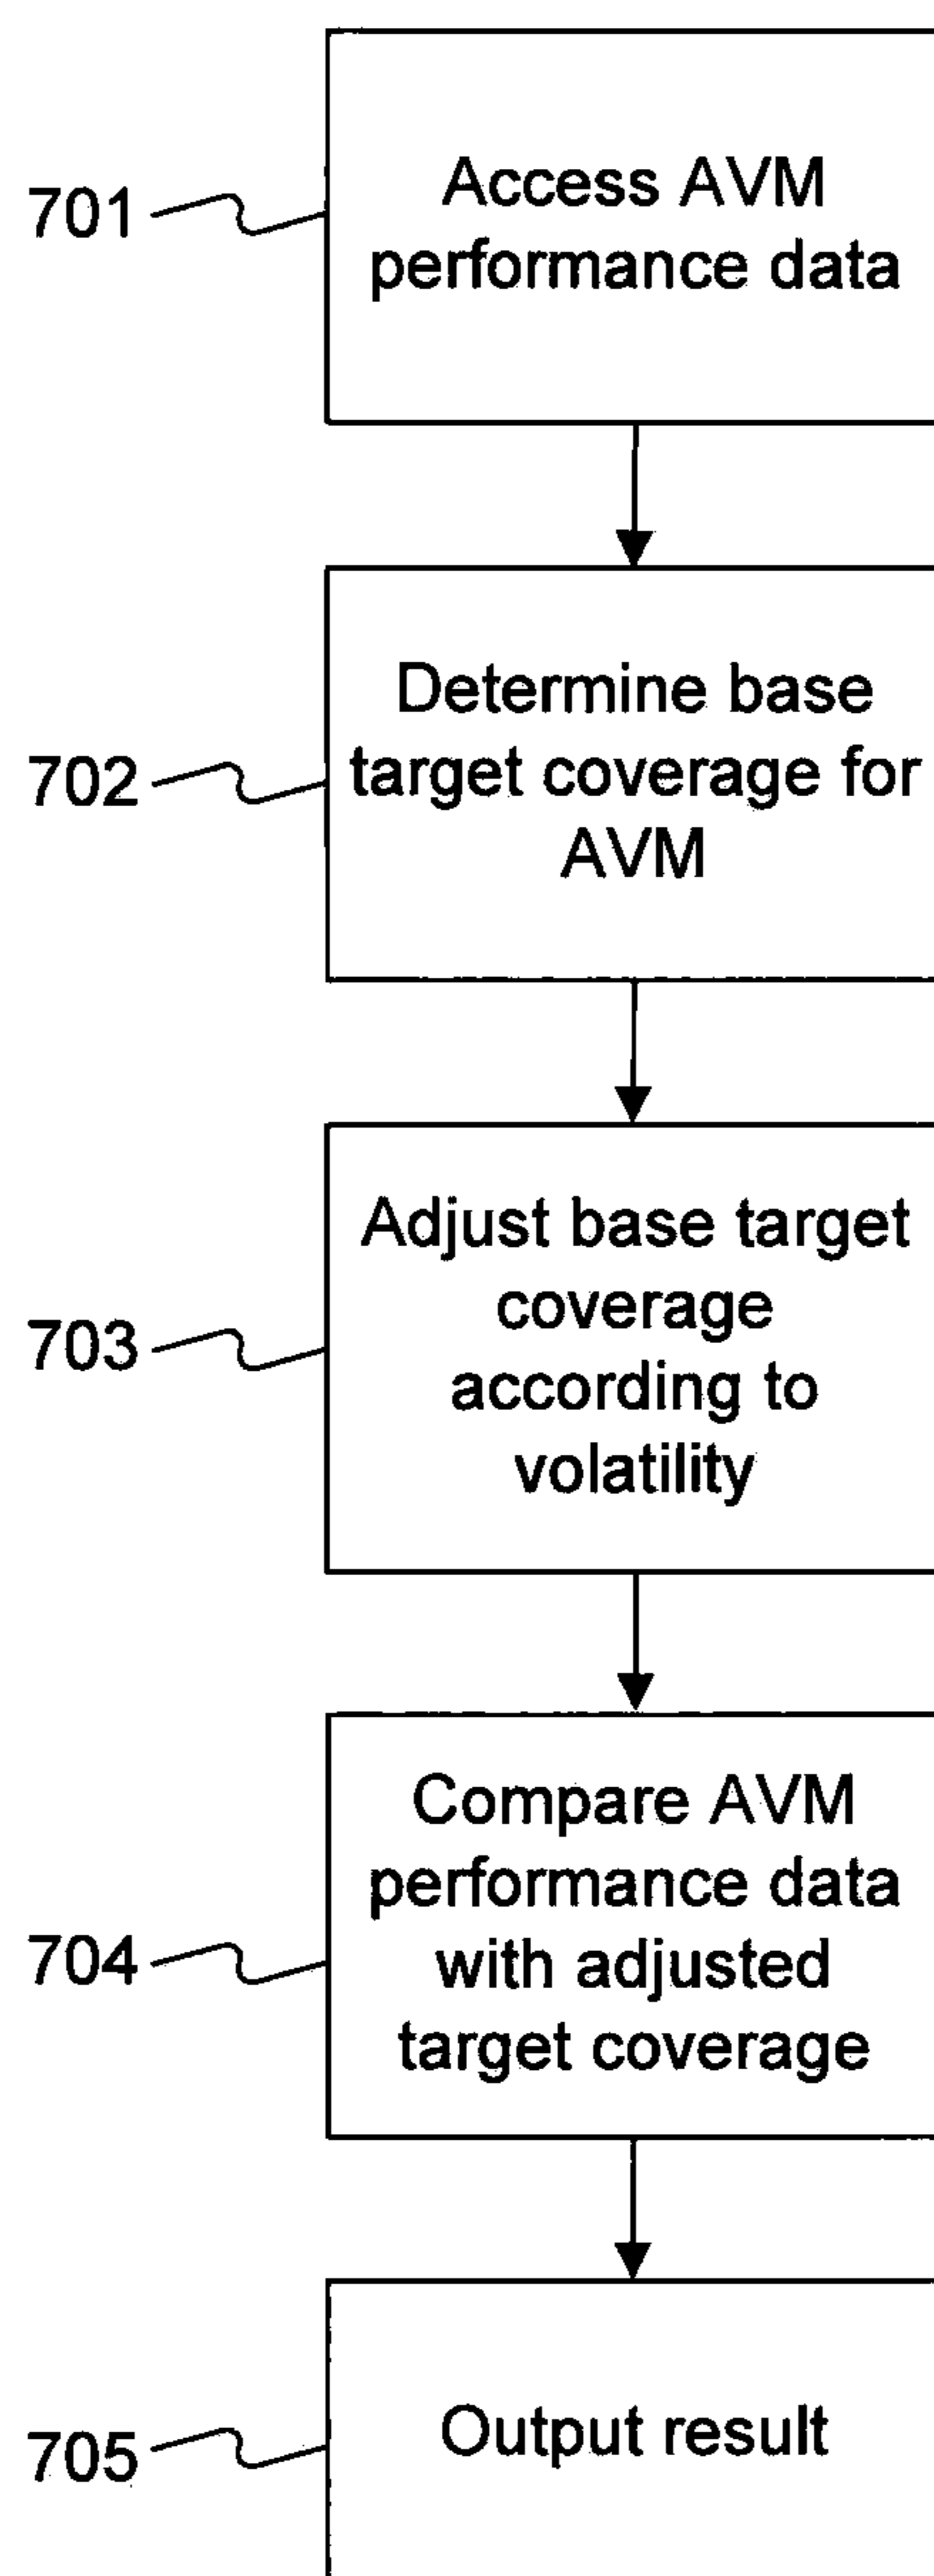 701
Access AVM
performance data
702
Determine base
target coverage for
AVM
703
Adjust base target
coverage
according to
volatility
704
Compare AVM
performance data
with adjusted
target coverage
705
Output result